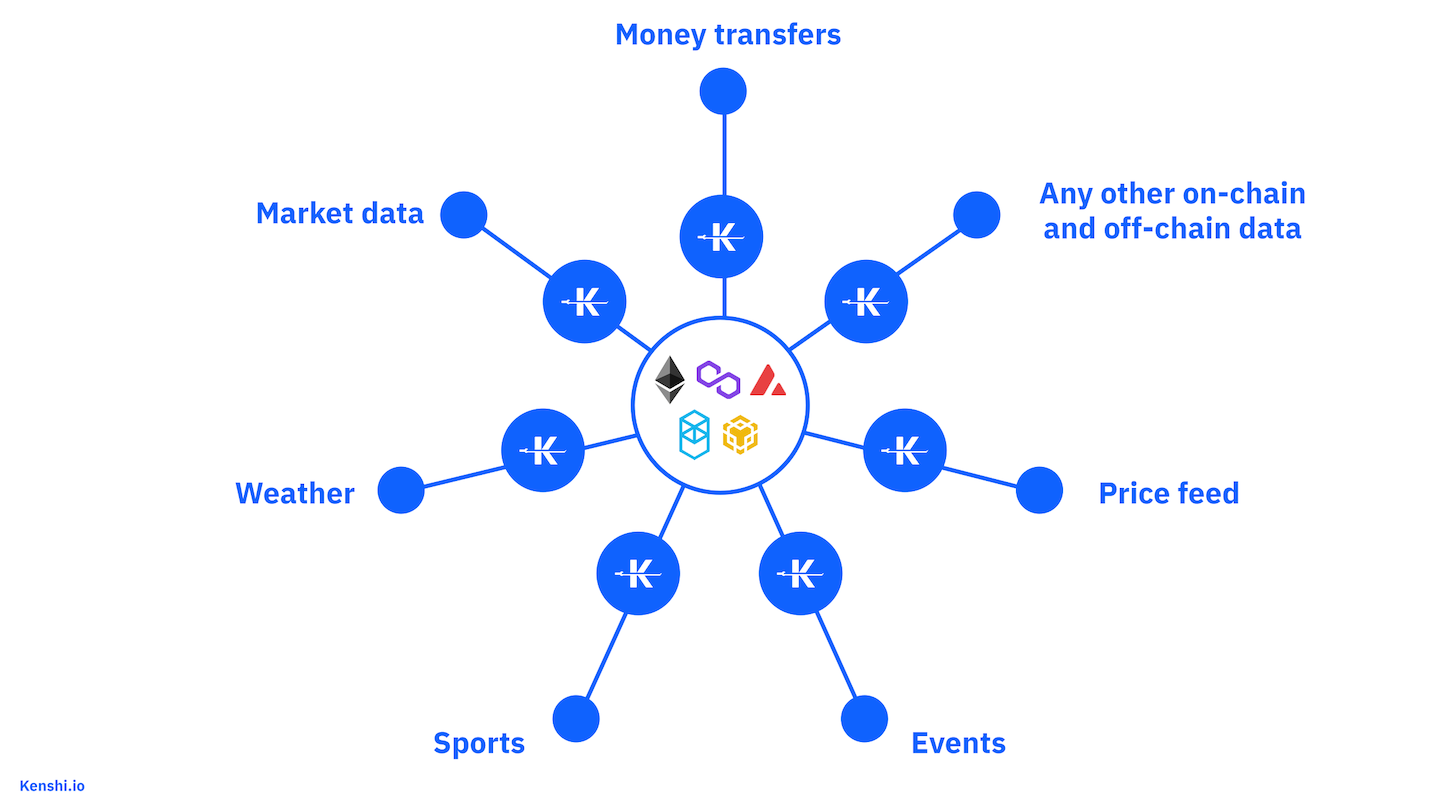 Money transfers
Market data
Any other on-chain
and off-chain data
K
K
K
Weather
K
K
Price feed
K
K
Sports
Events
Kenshi.io